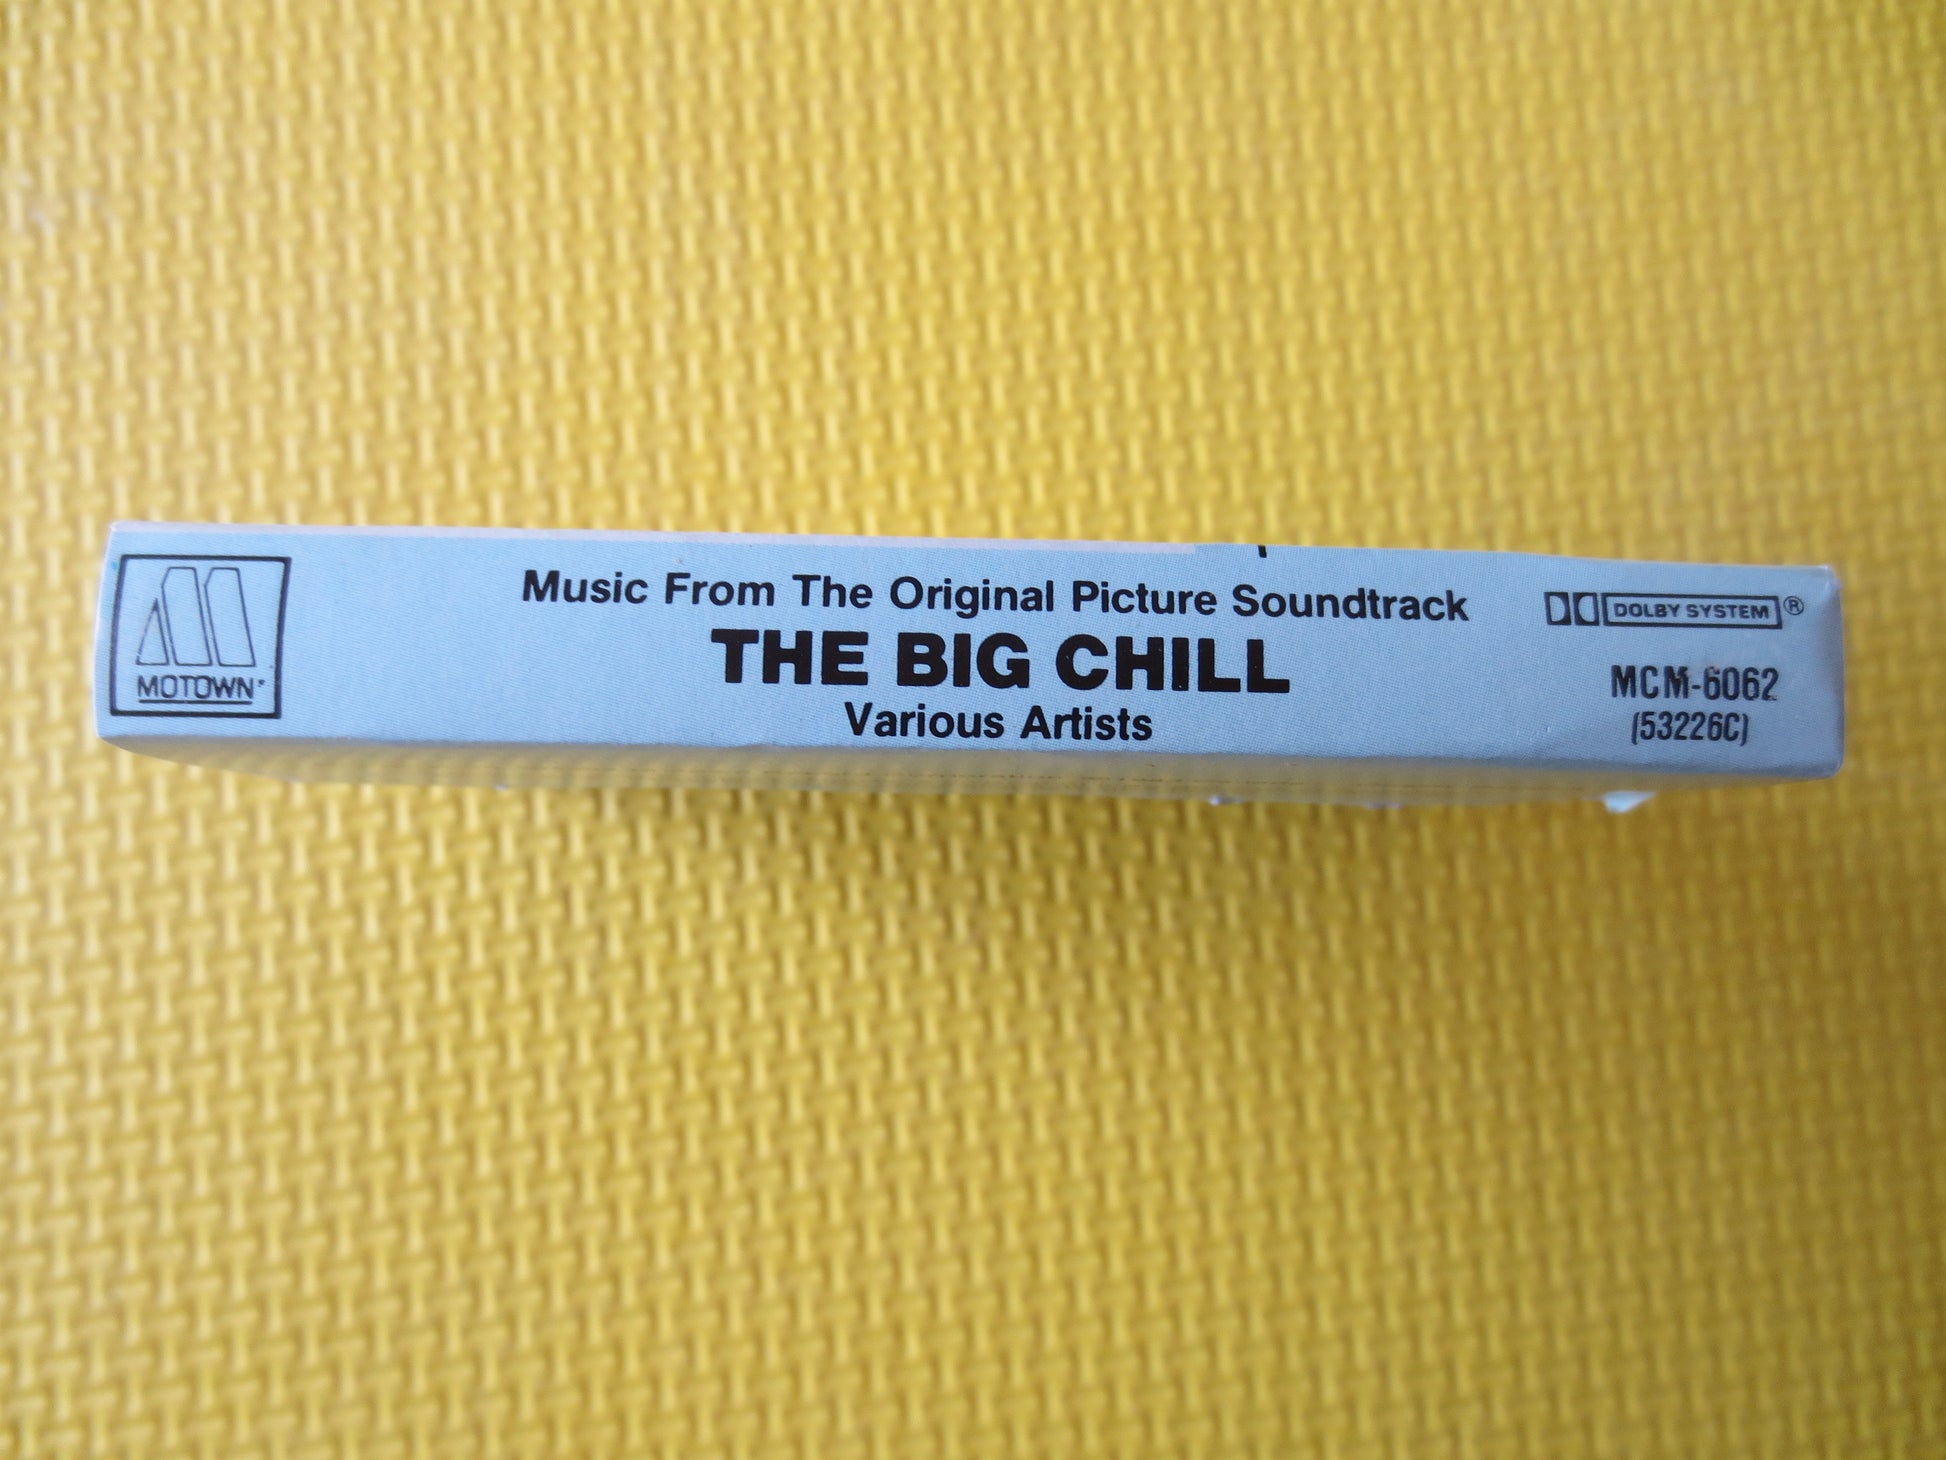 MOTOWN
Music From The Original Picture Soundtrack
THE BIG CHILL
Various Artists
DOLBY SYSTEM ®
MCM-6062
(53226C)